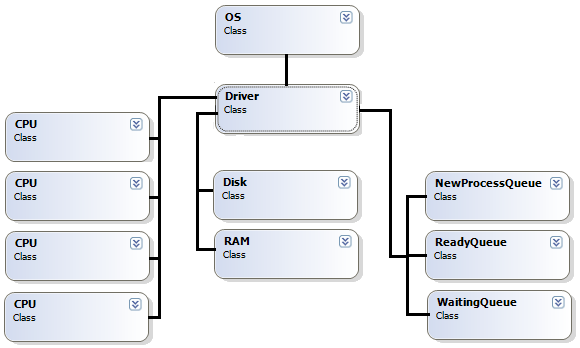 OS
Class
Driver
Class
CPU
Class
CPU
Class
CPU
Class
CPU
Class
Disk
Class
RAM
Class
NewProcessQueue
Class
ReadyQueue
Class
WaitingQueue
Class